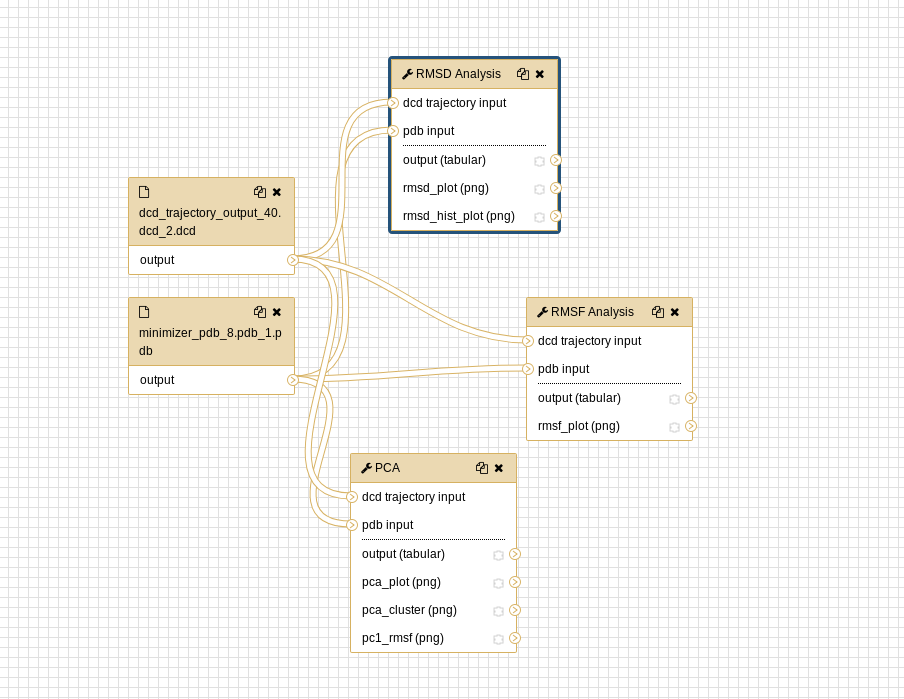 RMSD Analysis
dcd trajectory input
pdb input
output (tabular)
rmsd_plot (png)
rmsd_hist_plot (png)
dcd_trajectory_output_40.
dcd_2.dcd
output
minimizer_pdb_8.pdb_1.p
db
output
RMSF Analysis
dcd trajectory input
pdb input
output (tabular)
rmsf_plot (png)
PCA
dcd trajectory input
pdb input
output (tabular)
pca_plot (png)
pca_cluster (png)
pc1_rmsf (png)